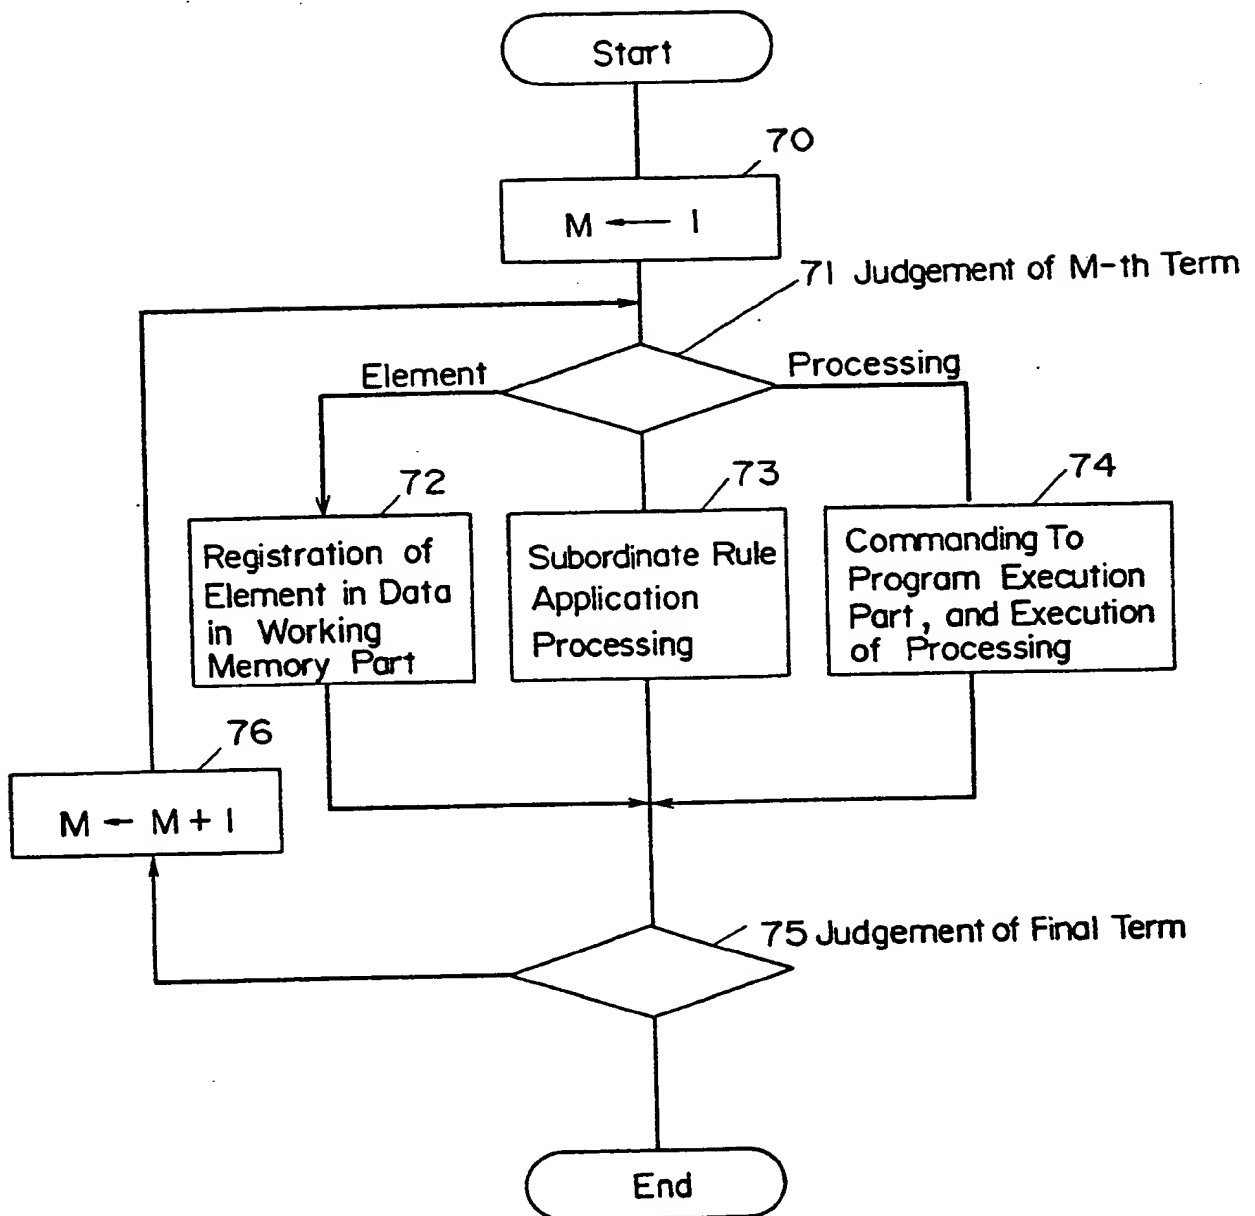 Start
70
M ← 1
71 Judgement of M-th Term
Element
Processing
72
73
74
Registration of
Element in Data
in Working
Memory Part
Subordinate Rule
Application
Processing
Commanding To
Program Execution
Part, and Execution
of Processing
76
M ← M + 1
75 Judgement of Final Term
End